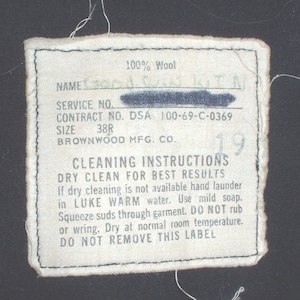 100% Wool
NAME
SERVICE NO.
CONTRACT NO. DSA 100-69-C-0369
SIZE 38R
BROWNWOOD MFG. CO.
19
CLEANING INSTRUCTIONS
DRY CLEAN FOR BEST RESULTS
If dry cleaning is not available hand launder
in LUKE WARM water. Use mild soap.
Squeeze suds through garment. DO NOT rub
or wring. Dry at normal room temperature.
DO NOT REMOVE THIS LABEL